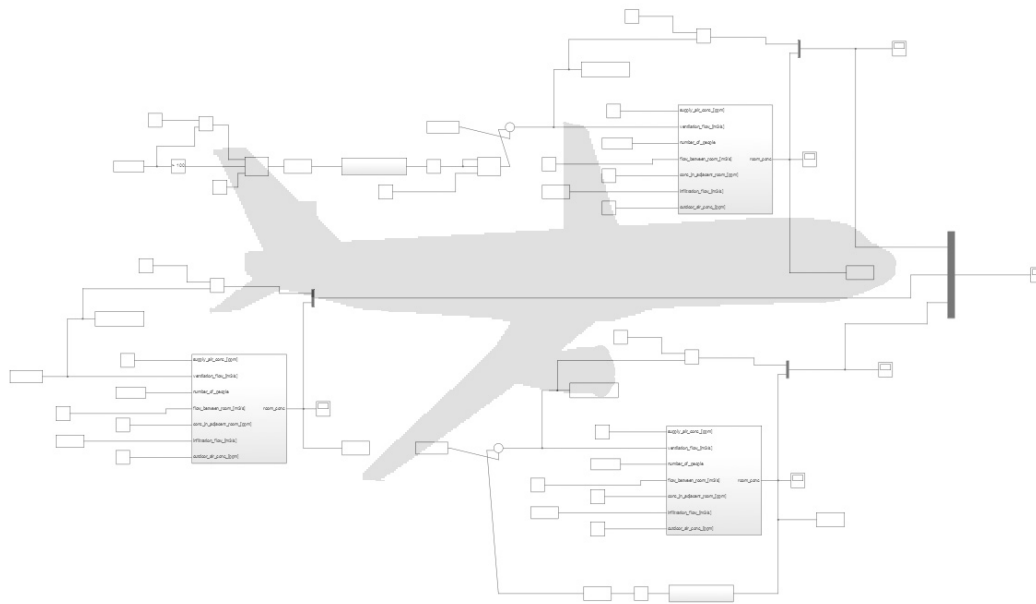 supply_air_conc_[ppm]
ventilation_flow_[m3/s]
number_of_people
flow_between_room_[m3/s]
room_conc
conc_in_adjacent_room_[ppm]
infiltration_flow_[m3/s]
outdoor_air_conc_[ppm]
supply_air_conc_[ppm]
ventilation_flow_[m3/s]
number_of_people
flow_between_room_[m3/s]
room_conc
conc_in_adjacent_room_[ppm]
infiltration_flow_[m3/s]
outdoor_air_conc_[ppm]
supply_air_conc_[ppm]
ventilation_flow_[m3/s]
number_of_people
flow_between_room_[m3/s]
room_conc
conc_in_adjacent_room_[ppm]
infiltration_flow_[m3/s]
outdoor_air_conc_[ppm]